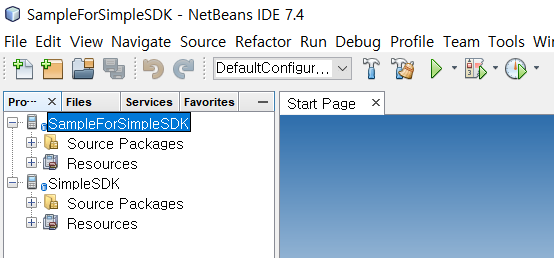 SampleForSimpleSDK - NetBeans IDE 7.4
File Edit View Navigate Source Refactor Run Debug Profile Team Tools Win
DefaultConfigur...
Pro... Files Services Favorites
Start Page
SampleForSimpleSDK
Source Packages
Resources
SimpleSDK
Source Packages
Resources